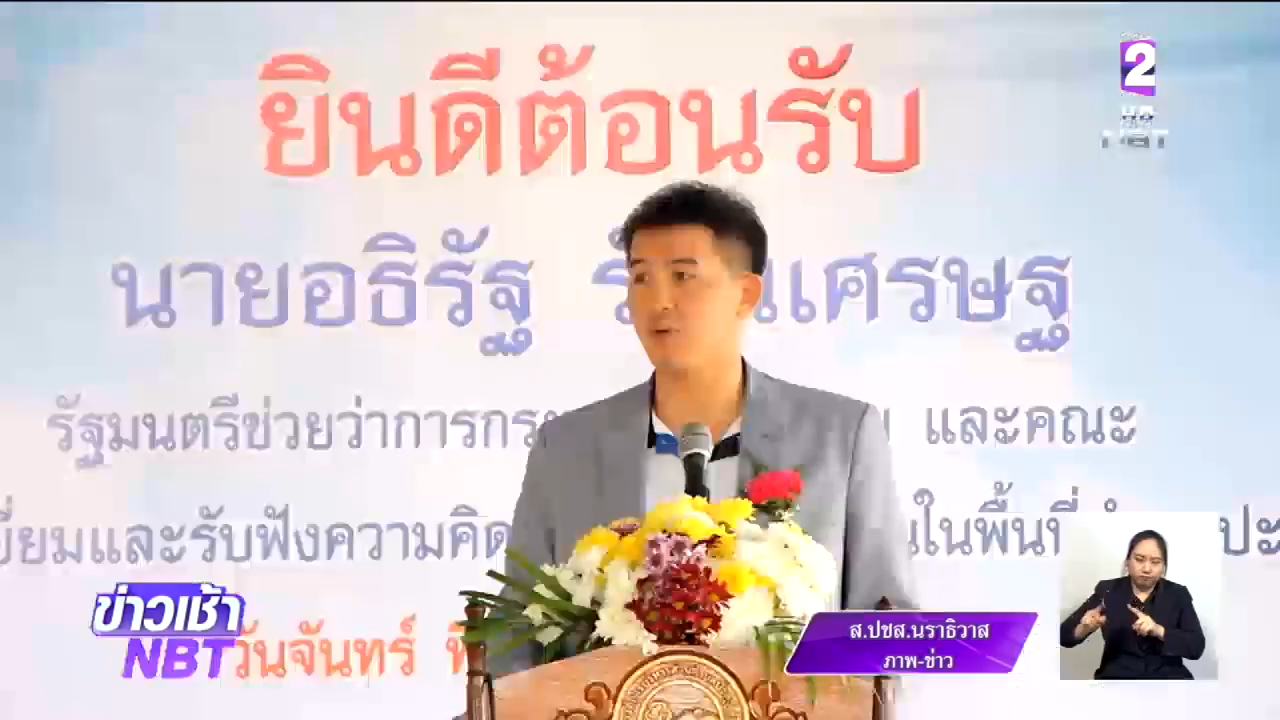 ยินดีต้อนรับ
2
HD
NBT
นายอธิรัฐ เศรษฐ
รัฐมนตรีช่วยว่าการกระ และคณะ
และรับฟังความคิด ในพื้นที่
ข่าวเช้า
NBT
วันจันทร์ ที่
ส.ปชส.นราธิวาส
ภาพ-ข่าว